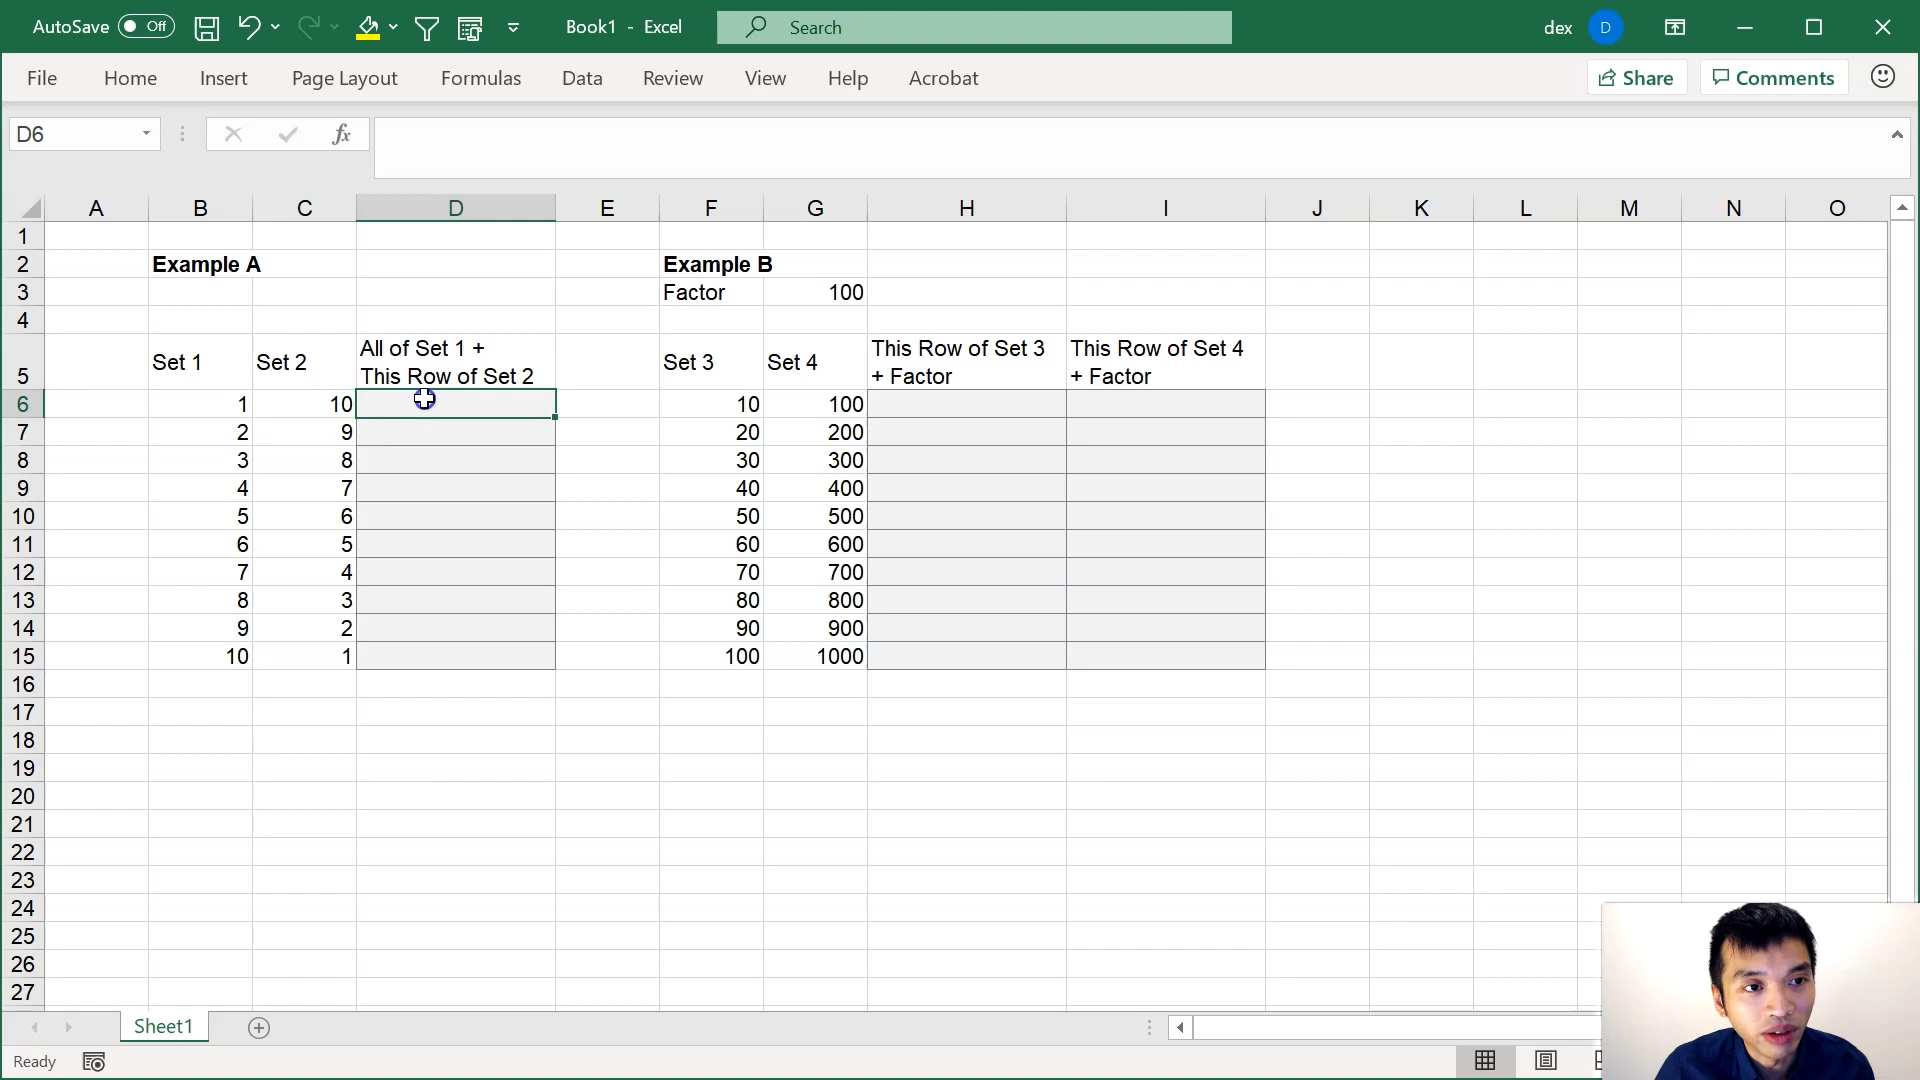 AutoSave Off Book1 - Excel Search dex D
File Home Insert Page Layout Formulas Data Review View Help Acrobat Share Comments
D6 fx
A B C D E F G H I J K L M N O
1
2 Example A Example B
3 Factor 100
4
All of Set 1 + This Row of Set 3 This Row of Set 4
Set 1 Set 2 Set 3 Set 4
5 This Row of Set 2 + Factor + Factor
6 1 10 10 100
7 2 9 20 200
8 3 8 30 300
9 4 7 40 400
10 5 6 50 500
11 6 5 60 600
12 7 4 70 700
13 8 3 80 800
14 9 2 90 900
15 10 1 100 1000
16
17
18
19
20
21
22
23
24
25
26
27
Sheet1
Ready